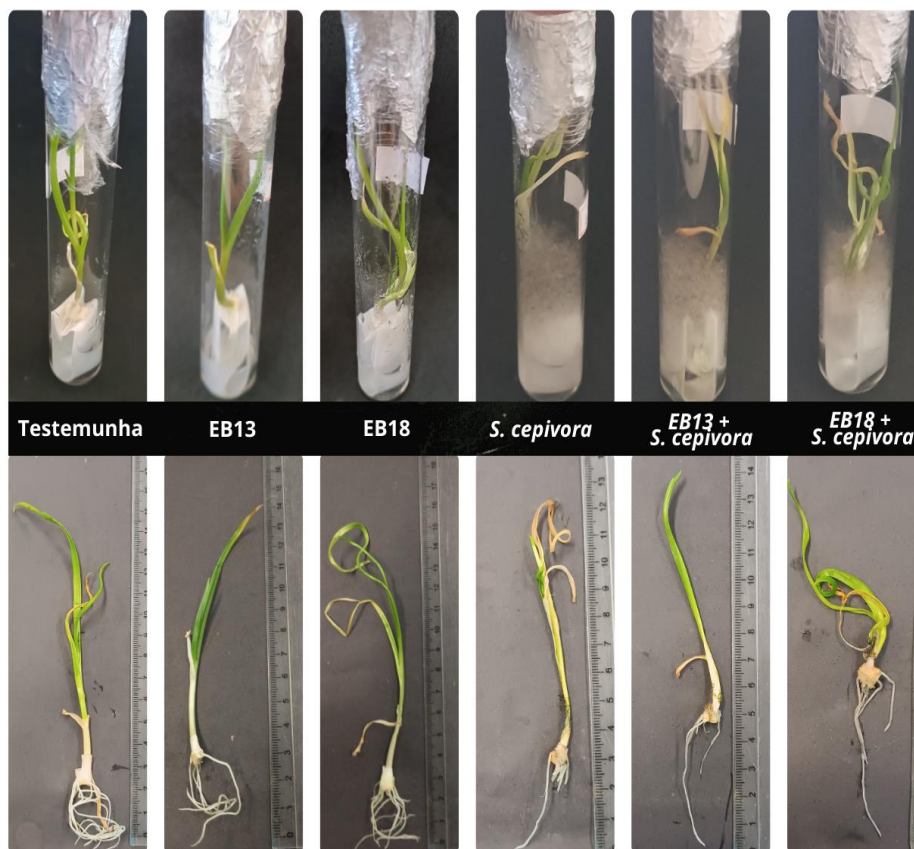 Testemunha
EB13
EB18
S. cepivora
EB13 +
S. cepivora
EB18 +
S. cepivora